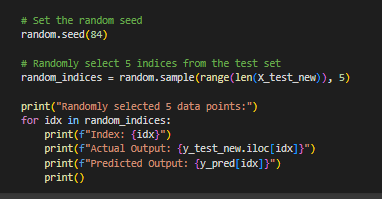 # Set the random seed
random.seed(84)
# Randomly select 5 indices from the test set
random_indices = random.sample(range(len(X_test_new)), 5)
print("Randomly selected 5 data points:")
for idx in random_indices:
    print(f"Index: {idx}")
    print(f"Actual Output: {y_test_new.iloc[idx]}")
    print(f"Predicted Output: {y_pred[idx]}")
    print()